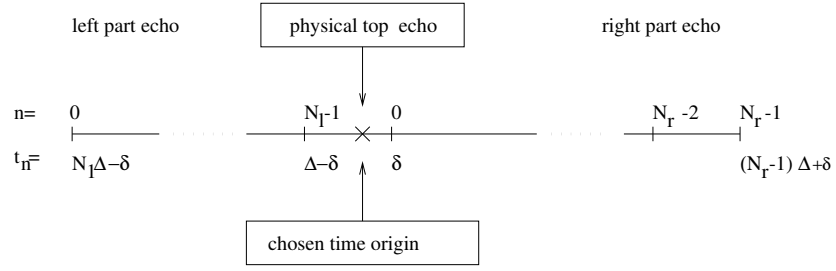 left part echo physical top echo right part echo
n= 0 N_l-1 0 N_r-2 N_r-1
t_n= N_lΔ−δ Δ−δ δ (N_r-1) Δ+δ
chosen time origin